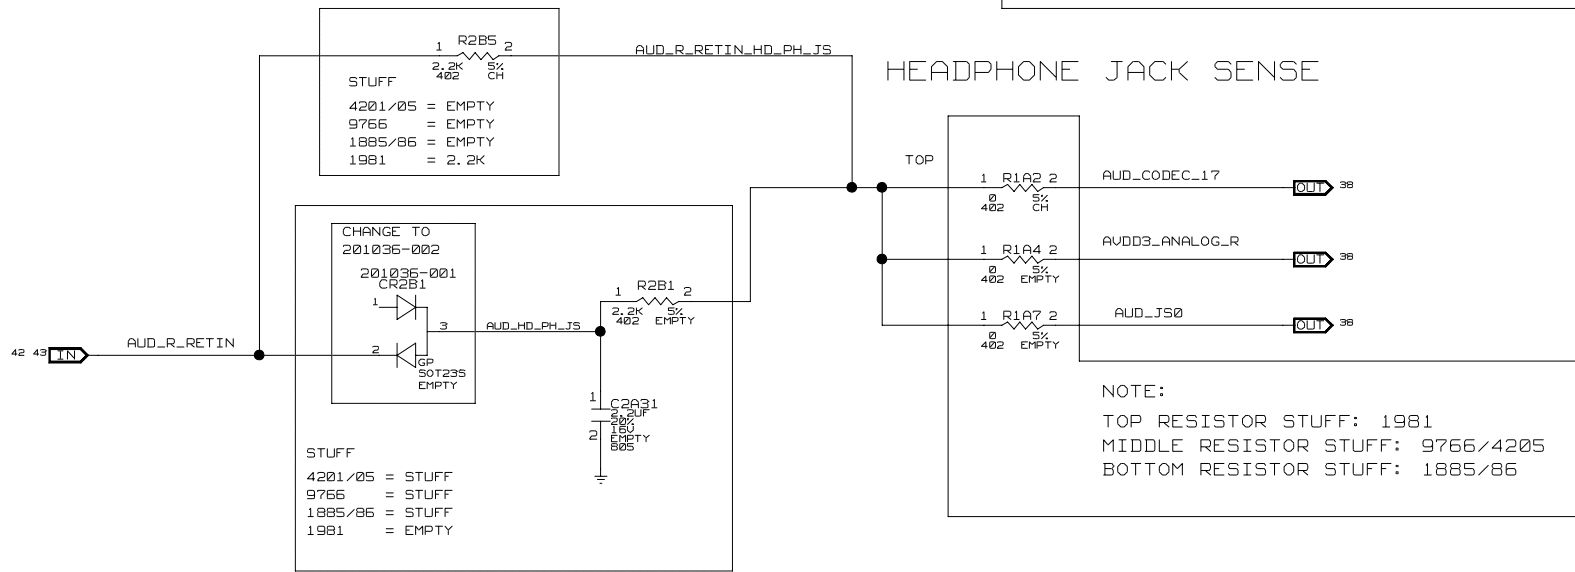 1 R2B5 2
2.2K 5%
402 CH
AUD_R_RETIN_HD_PH_JS
STUFF
4201/05 = EMPTY
9766 = EMPTY
1885/86 = EMPTY
1981 = 2.2K
HEADPHONE JACK SENSE
TOP
1 R1A2 2
0 5%
402 CH
AUD_CODEC_17
OUT 38
1 R1A4 2
0 5%
402 EMPTY
AVDD3_ANALOG_R
OUT 38
1 R1A7 2
0 5%
402 EMPTY
AUD_JS0
OUT 38
CHANGE TO
201036-002
201036-001
CR2B1
1
3
2
GP
SOT23S
EMPTY
AUD_HD_PH_JS
1 R2B1 2
2.2K 5%
402 EMPTY
42 43 IN
AUD_R_RETIN
1
C2A31
2.2UF
20%
16V
EMPTY
805
2
STUFF
4201/05 = STUFF
9766 = STUFF
1885/86 = STUFF
1981 = EMPTY
NOTE:
TOP RESISTOR STUFF: 1981
MIDDLE RESISTOR STUFF: 9766/4205
BOTTOM RESISTOR STUFF: 1885/86